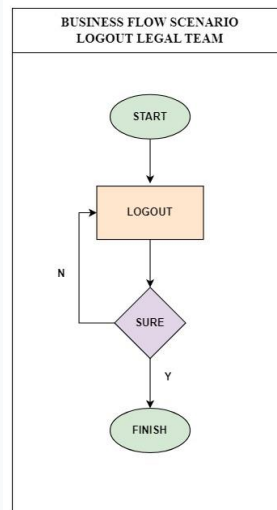 BUSINESS FLOW SCENARIO
LOGOUT LEGAL TEAM
START
LOGOUT
N
SURE
Y
FINISH